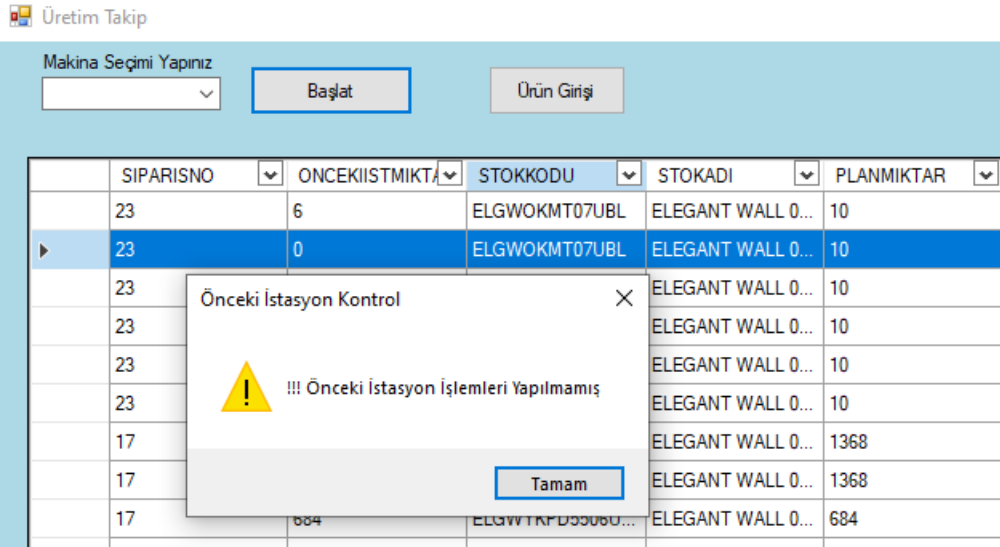 Üretim Takip
Makina Seçimi Yapınız
Başlat
Ürün Girişi
SIPARISNO ONCEKIISTMIKTA STOKKODU STOKADI PLANMIKTAR
23 6 ELGWOKMT07UBL ELEGANT WALL 0... 10
23 0 ELGWOKMT07UBL ELEGANT WALL 0... 10
23 ELEGANT WALL 0... 10
23 ELEGANT WALL 0... 10
23 ELEGANT WALL 0... 10
23 ELEGANT WALL 0... 10
17 ELEGANT WALL 0... 1368
17 ELEGANT WALL 0... 1368
17 684 ELEGANT WALL 0... 684
Önceki İstasyon Kontrol
!!! Önceki İstasyon İşlemleri Yapılmamış
Tamam